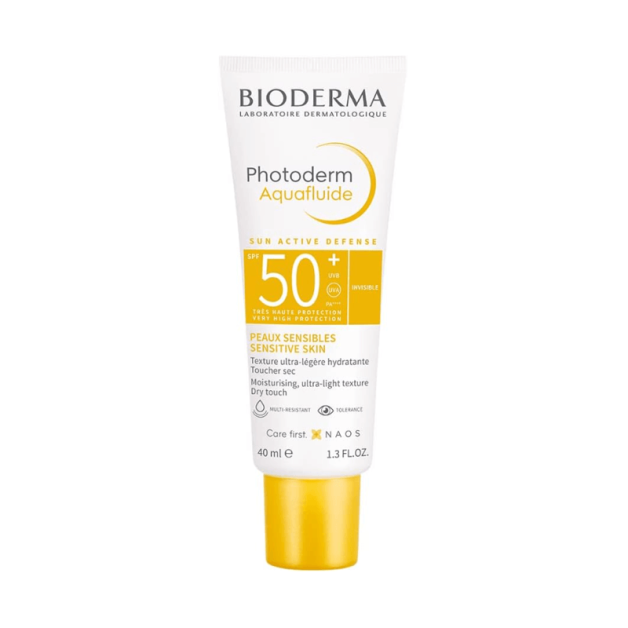 BIODERMA
LABORATOIRE DERMATOLOGIQUE
Photoderm
Aquafluide
SUN ACTIVE DEFENSE
SPF 50+
UVB
UVA
INVISIBLE
TRÈS HAUTE PROTECTION
VERY HIGH PROTECTION
PEAUX SENSIBLES
SENSITIVE SKIN
Texture ultra-légère hydratante
Toucher sec
Moisturising, ultra-light texture
Dry touch
MULTI-RESISTANT TOLERANCE
Care first. NAOS
40 ml e 1.3 FL.OZ.